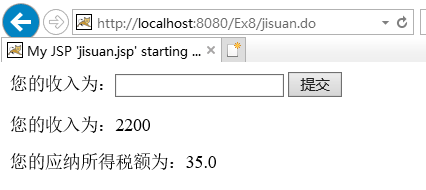 http://localhost:8080/Ex8/jisuan.do
My JSP 'jisuan.jsp' starting ...
您的收入为： 提交
您的收入为：2200
您的应纳所得税额为：35.0